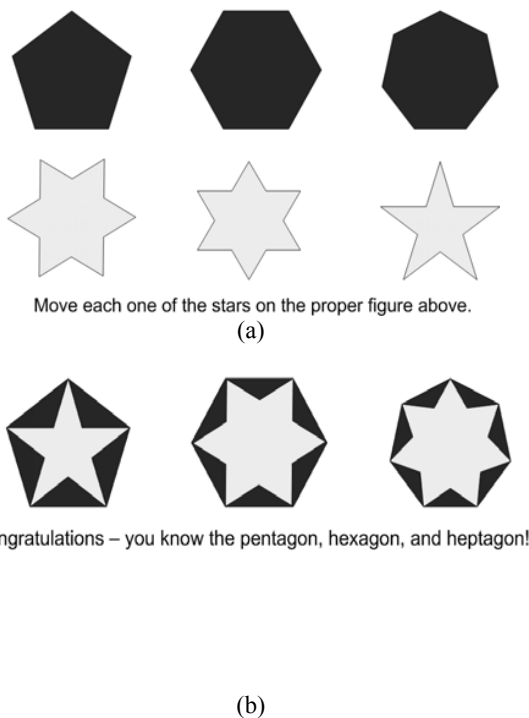 Move each one of the stars on the proper figure above.
(a)
ngratulations – you know the pentagon, hexagon, and heptagon!
(b)